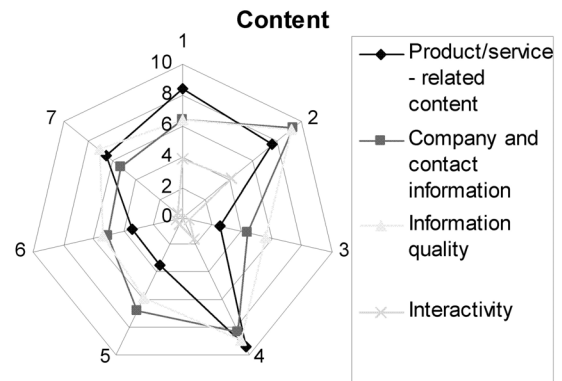 Content
1
10
8
6
4
2
0
2
3
4
5
6
7
Product/service
- related
content
Company and
contact
information
Information
quality
Interactivity